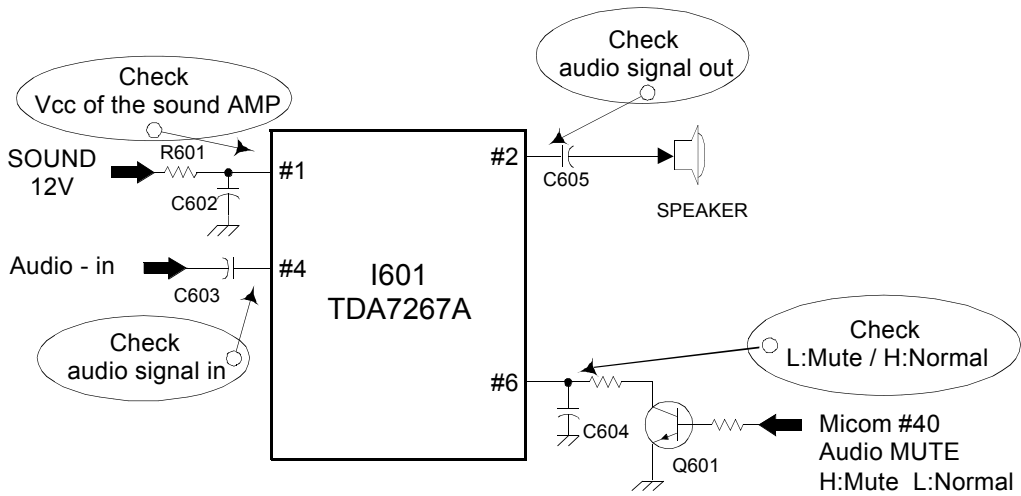 Check
audio signal out
Check
Vcc of the sound AMP
SOUND
12V
R601
#1
#2
C605
C602
SPEAKER
Audio - in
#4
C603
I601
TDA7267A
Check
audio signal in
Check
L:Mute / H:Normal
#6
C604
Q601
Micom #40
Audio MUTE
H:Mute L:Normal